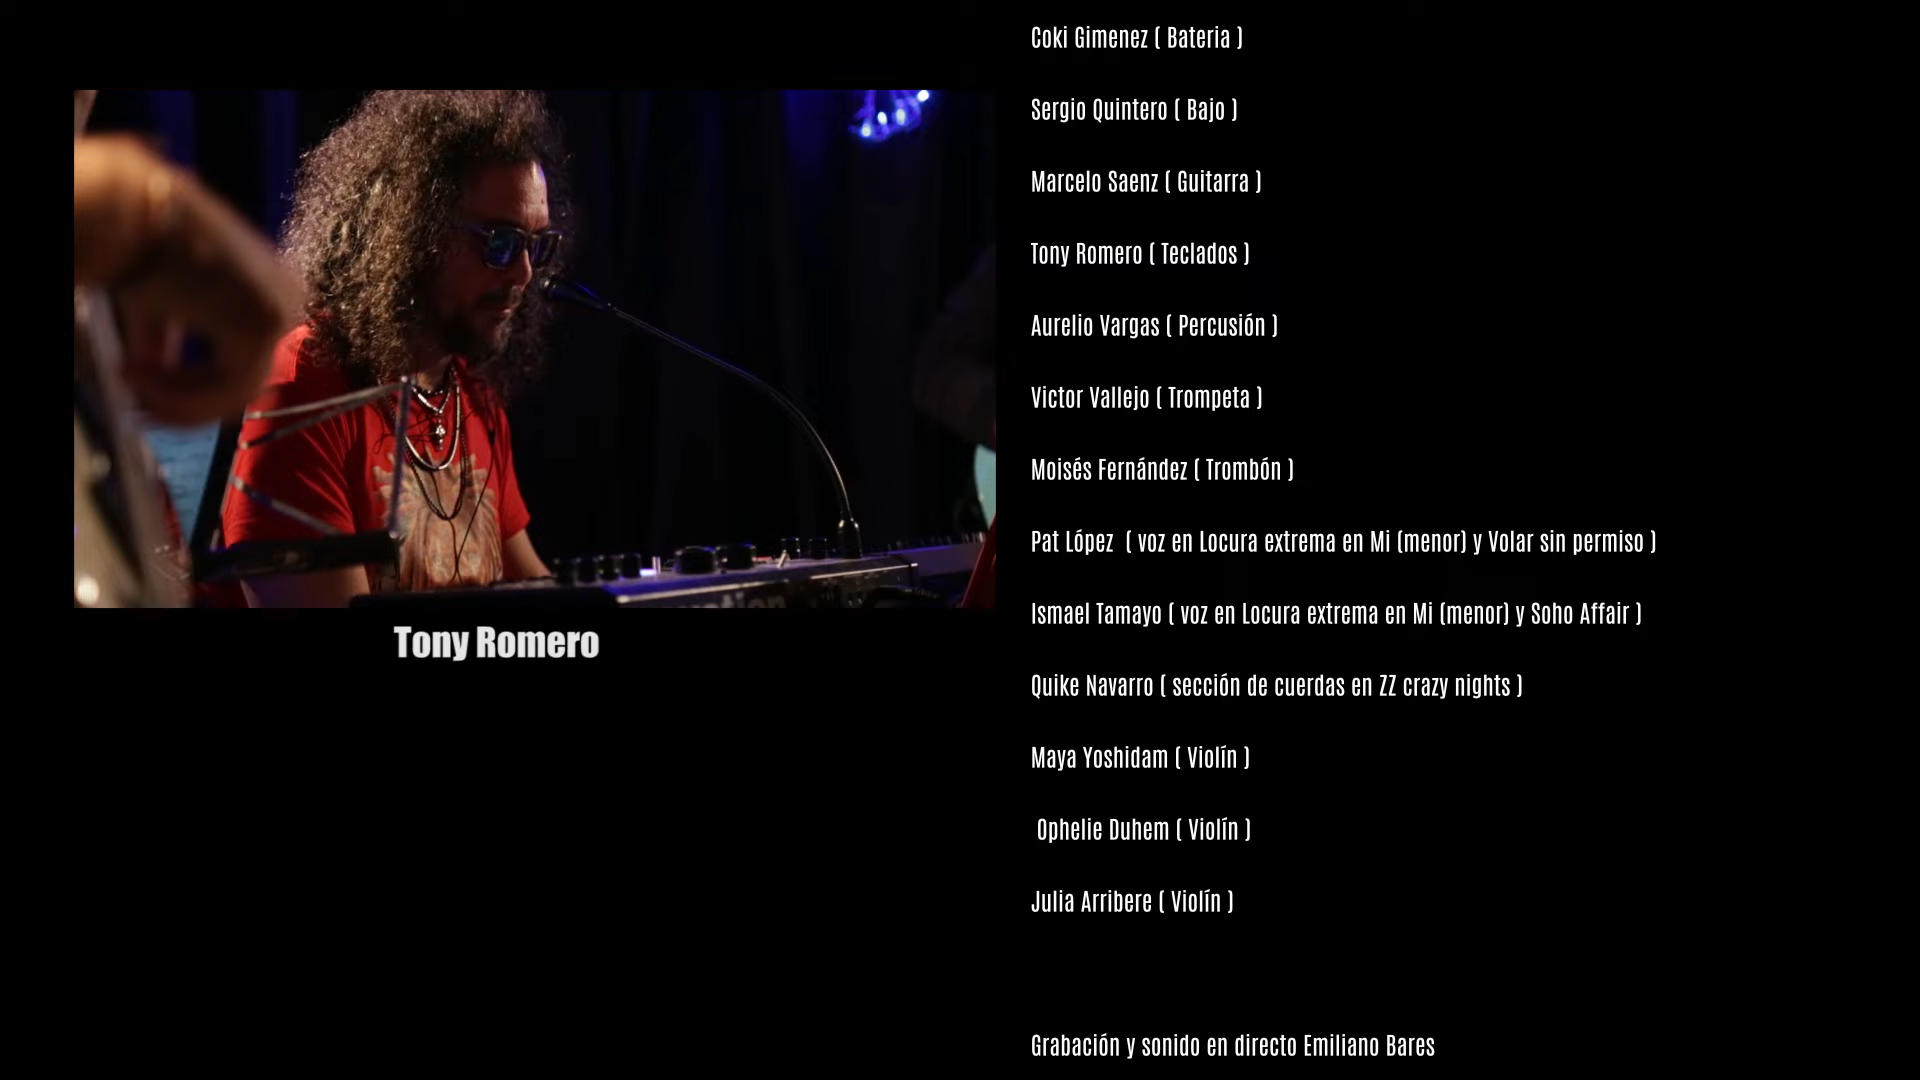 Tony Romero
Coki Gimenez ( Bateria )
Sergio Quintero ( Bajo )
Marcelo Saenz ( Guitarra )
Tony Romero ( Teclados )
Aurelio Vargas ( Percusión )
Victor Vallejo ( Trompeta )
Moisés Fernández ( Trombón )
Pat López  ( voz en Locura extrema en Mi (menor) y Volar sin permiso )
Ismael Tamayo ( voz en Locura extrema en Mi (menor) y Soho Affair )
Quike Navarro ( sección de cuerdas en ZZ crazy nights )
Maya Yoshidam ( Violín )
Ophelie Duhem ( Violín )
Julia Arribere ( Violín )
Grabación y sonido en directo Emiliano Bares